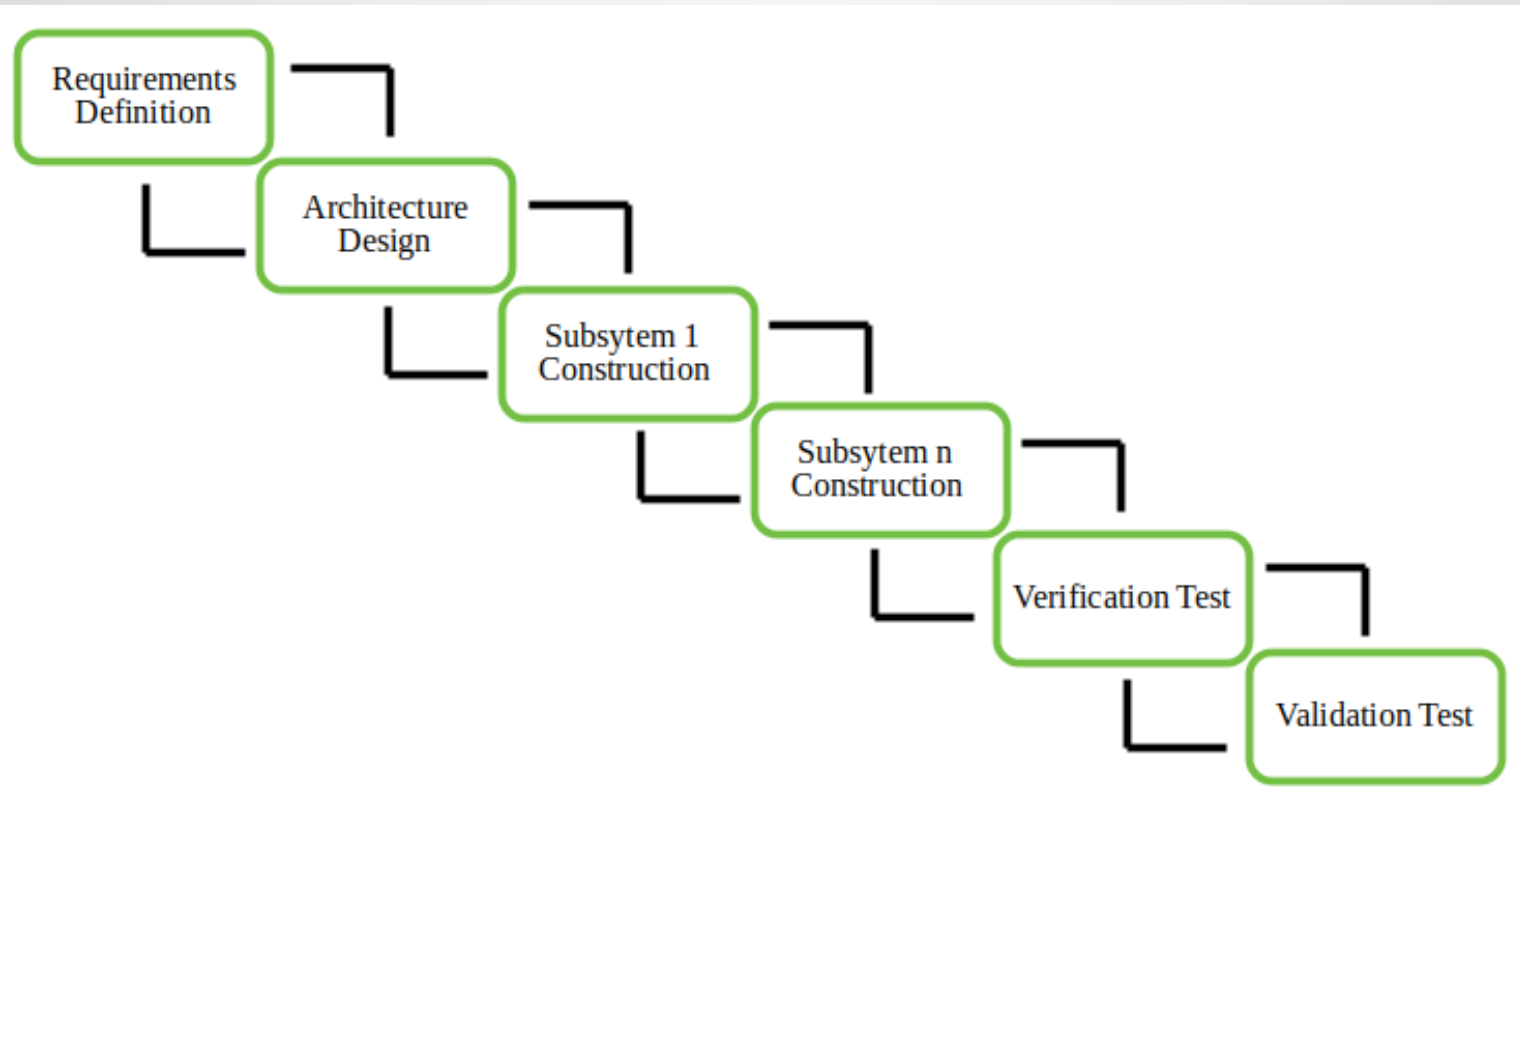 Requirements
Definition
Architecture
Design
Subsytem 1
Construction
Subsytem n
Construction
Verification Test
Validation Test